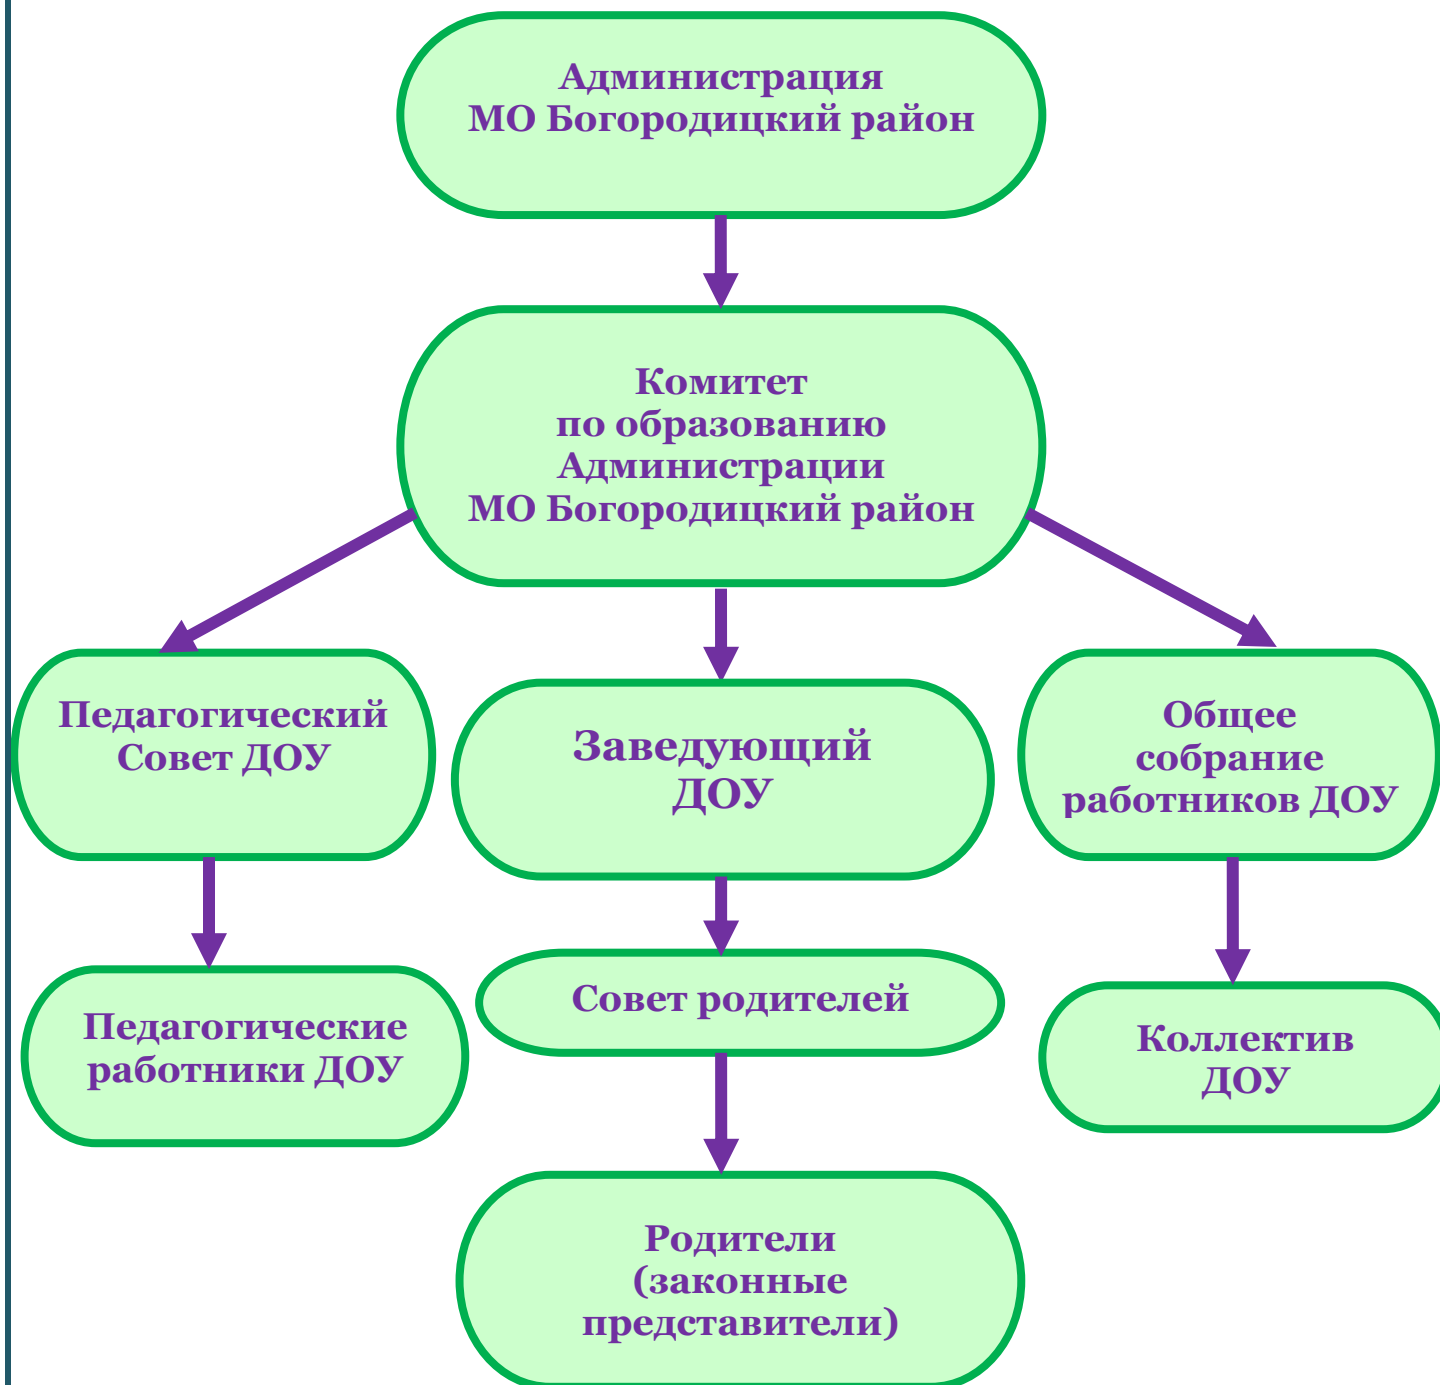 Администрация
МО Богородицкий район
Комитет
по образованию
Администрации
МО Богородицкий район
Педагогический
Совет ДОУ
Заведующий
ДОУ
Общее
собрание
работников ДОУ
Педагогические
работники ДОУ
Совет родителей
Коллектив
ДОУ
Родители
(законные
представители)